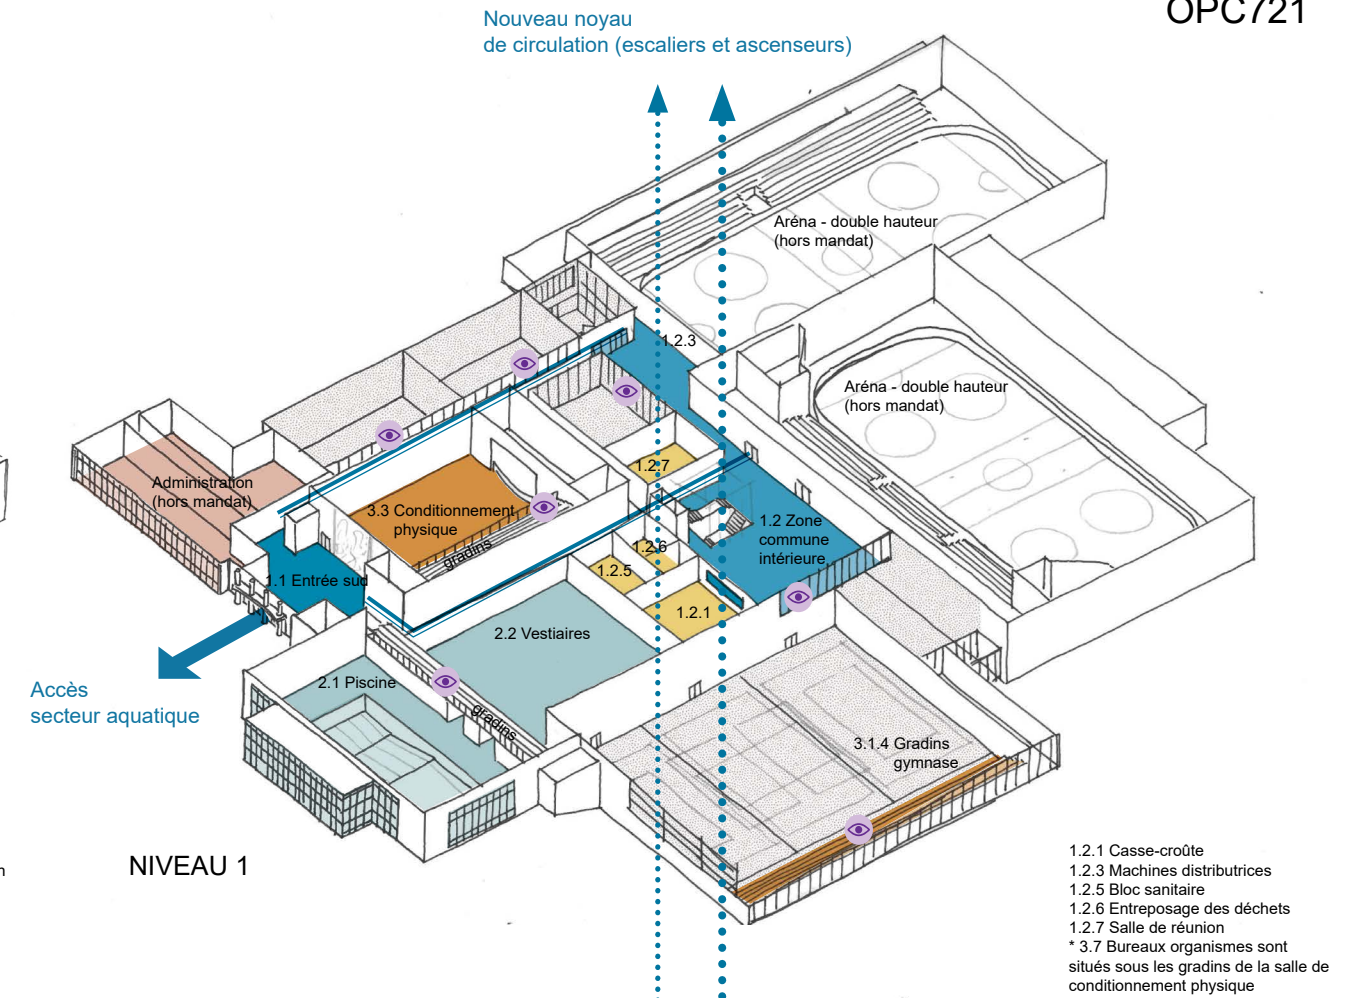 OPC721
Nouveau noyau
de circulation (escaliers et ascenseurs)
Aréna - double hauteur
(hors mandat)
1.2.3
Aréna - double hauteur
(hors mandat)
Administration
(hors mandat)
1.2.7
3.3 Conditionnement
physique
gradins
1.2 Zone
commune
intérieure
1.2.6
1.2.5
1.1 Entrée sud
1.2.1
2.2 Vestiaires
2.1 Piscine
gradins
Accès
secteur aquatique
3.1.4 Gradins
gymnase
NIVEAU 1
n
1.2.1 Casse-croûte
1.2.3 Machines distributrices
1.2.5 Bloc sanitaire
1.2.6 Entreposage des déchets
1.2.7 Salle de réunion
* 3.7 Bureaux organismes sont
situés sous les gradins de la salle de
conditionnement physique